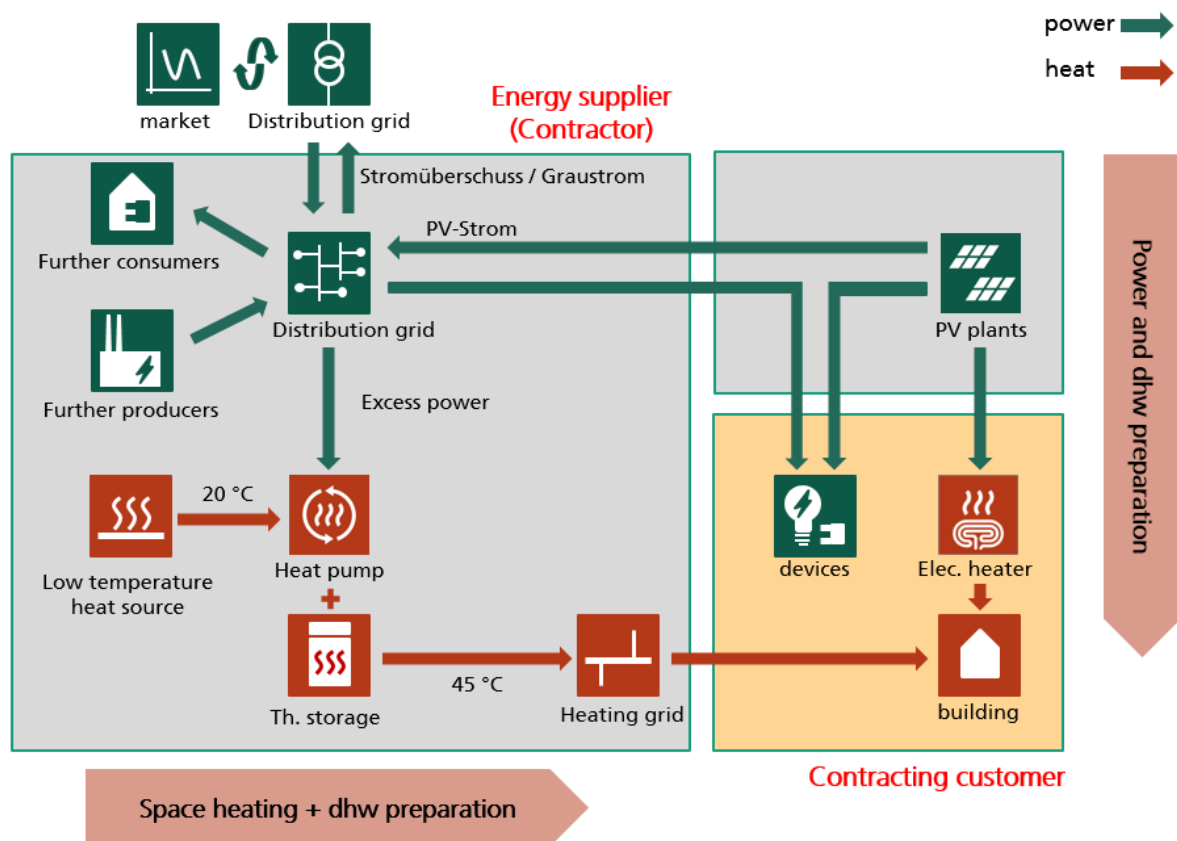 power
heat
market
Distribution grid
Energy supplier
(Contractor)
Stromüberschuss / Graustrom
Further consumers
PV-Strom
Distribution grid
PV plants
Further producers
Excess power
Power and dhw preparation
20 °C
Low temperature
heat source
Heat pump
devices
Elec. heater
45 °C
Th. storage
Heating grid
building
Contracting customer
Space heating + dhw preparation